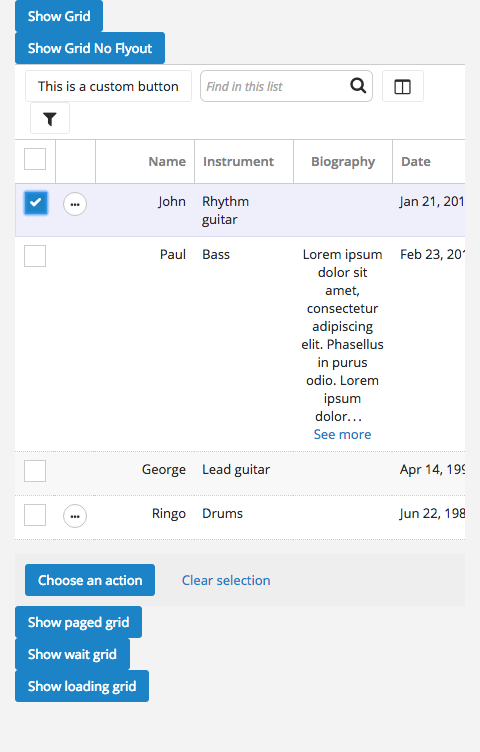 Show Grid
Show Grid No Flyout
This is a custom button
Find in this list
Name Instrument Biography Date
John Rhythm guitar Jan 21, 201
Paul Bass Lorem ipsum Feb 23, 20
dolor sit
amet,
consectetur
adipiscing
elit. Phasellus
in purus
odio. Lorem
ipsum
dolor…
See more
George Lead guitar Apr 14, 199
Ringo Drums Jun 22, 198
Choose an action Clear selection
Show paged grid
Show wait grid
Show loading grid